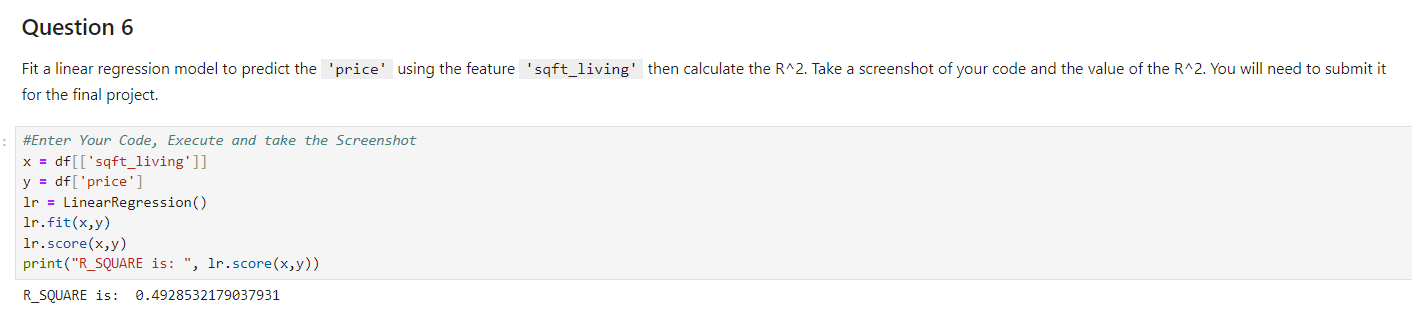 Question 6
Fit a linear regression model to predict the 'price' using the feature 'sqft_living' then calculate the R^2. Take a screenshot of your code and the value of the R^2. You will need to submit it
for the final project.
:
#Enter Your Code, Execute and take the Screenshot
x = df[['sqft_living']]
y = df['price']
lr = LinearRegression()
lr.fit(x,y)
lr.score(x,y)
print("R_SQUARE is: ", lr.score(x,y))
R_SQUARE is:  0.4928532179037931